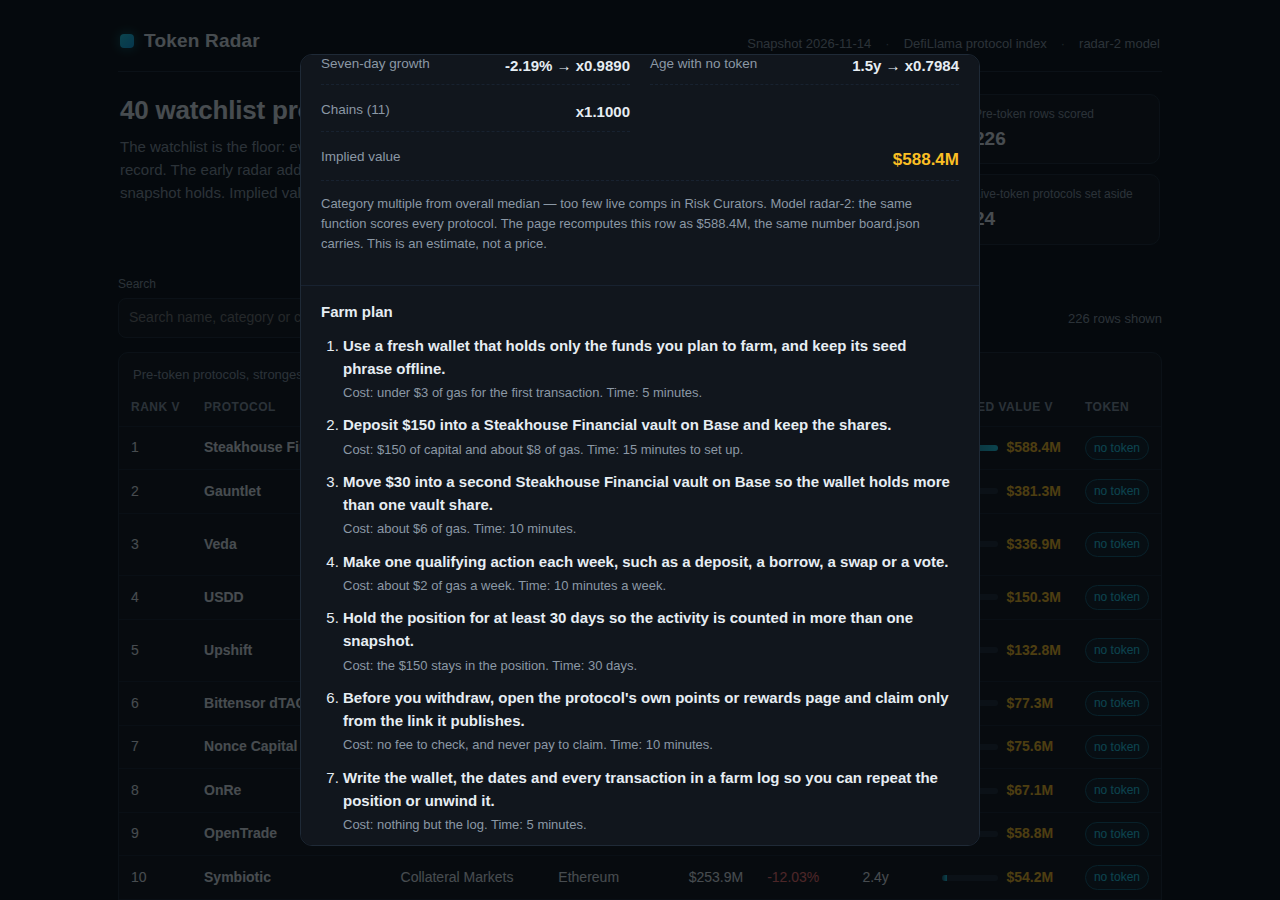 Token Radar
Snapshot 2026-11-14 · DefiLlama protocol index · radar-2 model
40 watchlist
The watchlist is the floor:
record. The early radar
snapshot holds. Implied
Pre-token rows scored
226
protocols set aside
24
Search
Search name, category or
226 rows shown
Pre-token protocols,
RANK V PROTOCOL VALUE V TOKEN
1 Steakhouse $588.4M no token
2 Gauntlet $381.3M no token
3 Veda $336.9M no token
4 USDD $150.3M no token
5 Upshift $132.8M no token
6 Bittensor $77.3M no token
7 Nonce Capital $75.6M no token
8 OnRe $67.1M no token
9 OpenTrade $58.8M no token
10 Symbiotic Collateral Markets Ethereum $253.9M -12.03% 2.4y $54.2M no token
Seven-day growth -2.19% → x0.9890 Age with no token 1.5y → x0.7984
Chains (11) x1.1000
Implied value $588.4M
Category multiple from overall median — too few live comps in Risk Curators. Model radar-2: the same
function scores every protocol. The page recomputes this row as $588.4M, the same number board.json
carries. This is an estimate, not a price.
Farm plan
1. Use a fresh wallet that holds only the funds you plan to farm, and keep its seed
phrase offline.
Cost: under $3 of gas for the first transaction. Time: 5 minutes.
2. Deposit $150 into a Steakhouse Financial vault on Base and keep the shares.
Cost: $150 of capital and about $8 of gas. Time: 15 minutes to set up.
3. Move $30 into a second Steakhouse Financial vault on Base so the wallet holds more
than one vault share.
Cost: about $6 of gas. Time: 10 minutes.
4. Make one qualifying action each week, such as a deposit, a borrow, a swap or a vote.
Cost: about $2 of gas a week. Time: 10 minutes a week.
5. Hold the position for at least 30 days so the activity is counted in more than one
snapshot.
Cost: the $150 stays in the position. Time: 30 days.
6. Before you withdraw, open the protocol's own points or rewards page and claim only
from the link it publishes.
Cost: no fee to check, and never pay to claim. Time: 10 minutes.
7. Write the wallet, the dates and every transaction in a farm log so you can repeat the
position or unwind it.
Cost: nothing but the log. Time: 5 minutes.